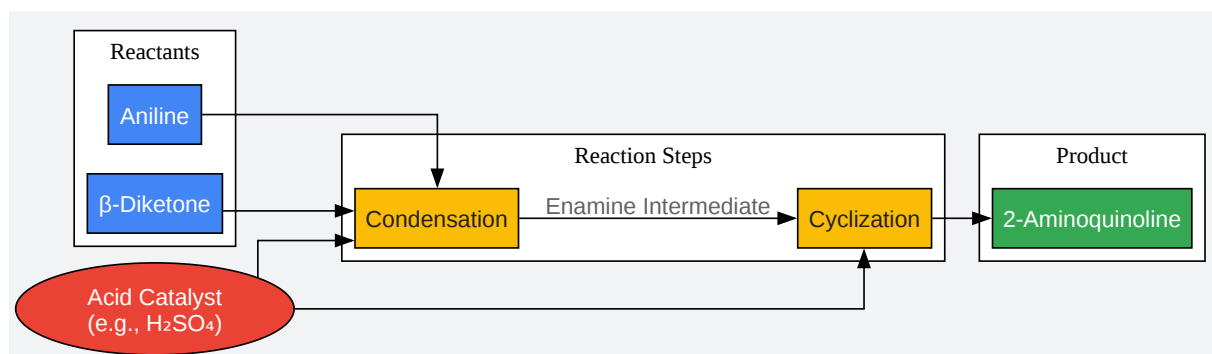 Reactants
Aniline
β-Diketone
Acid Catalyst
(e.g., H₂SO₄)
Reaction Steps
Condensation
Enamine Intermediate
Cyclization
Product
2-Aminoquinoline